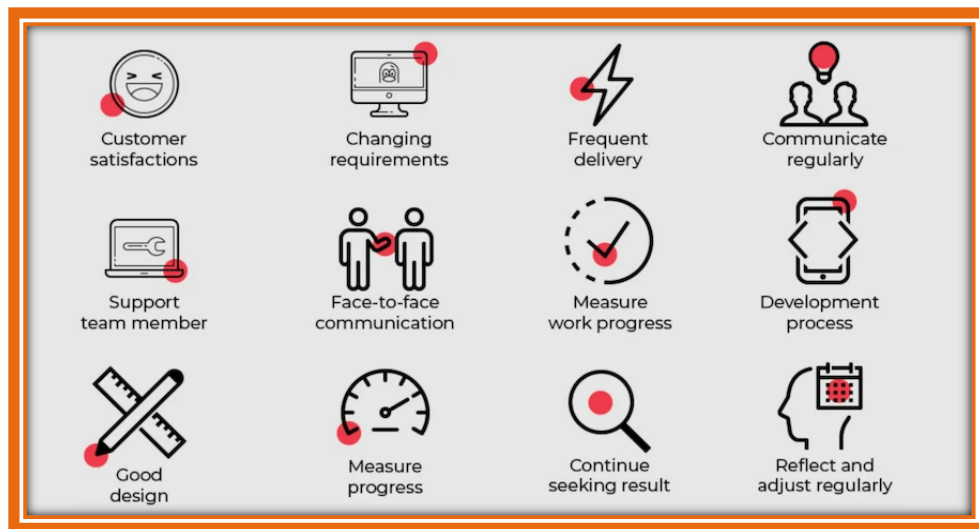 Customer
satisfactions
Changing
requirements
Frequent
delivery
Communicate
regularly
Support
team member
Face-to-face
communication
Measure
work progress
Development
process
Good
design
Measure
progress
Continue
seeking result
Reflect and
adjust regularly